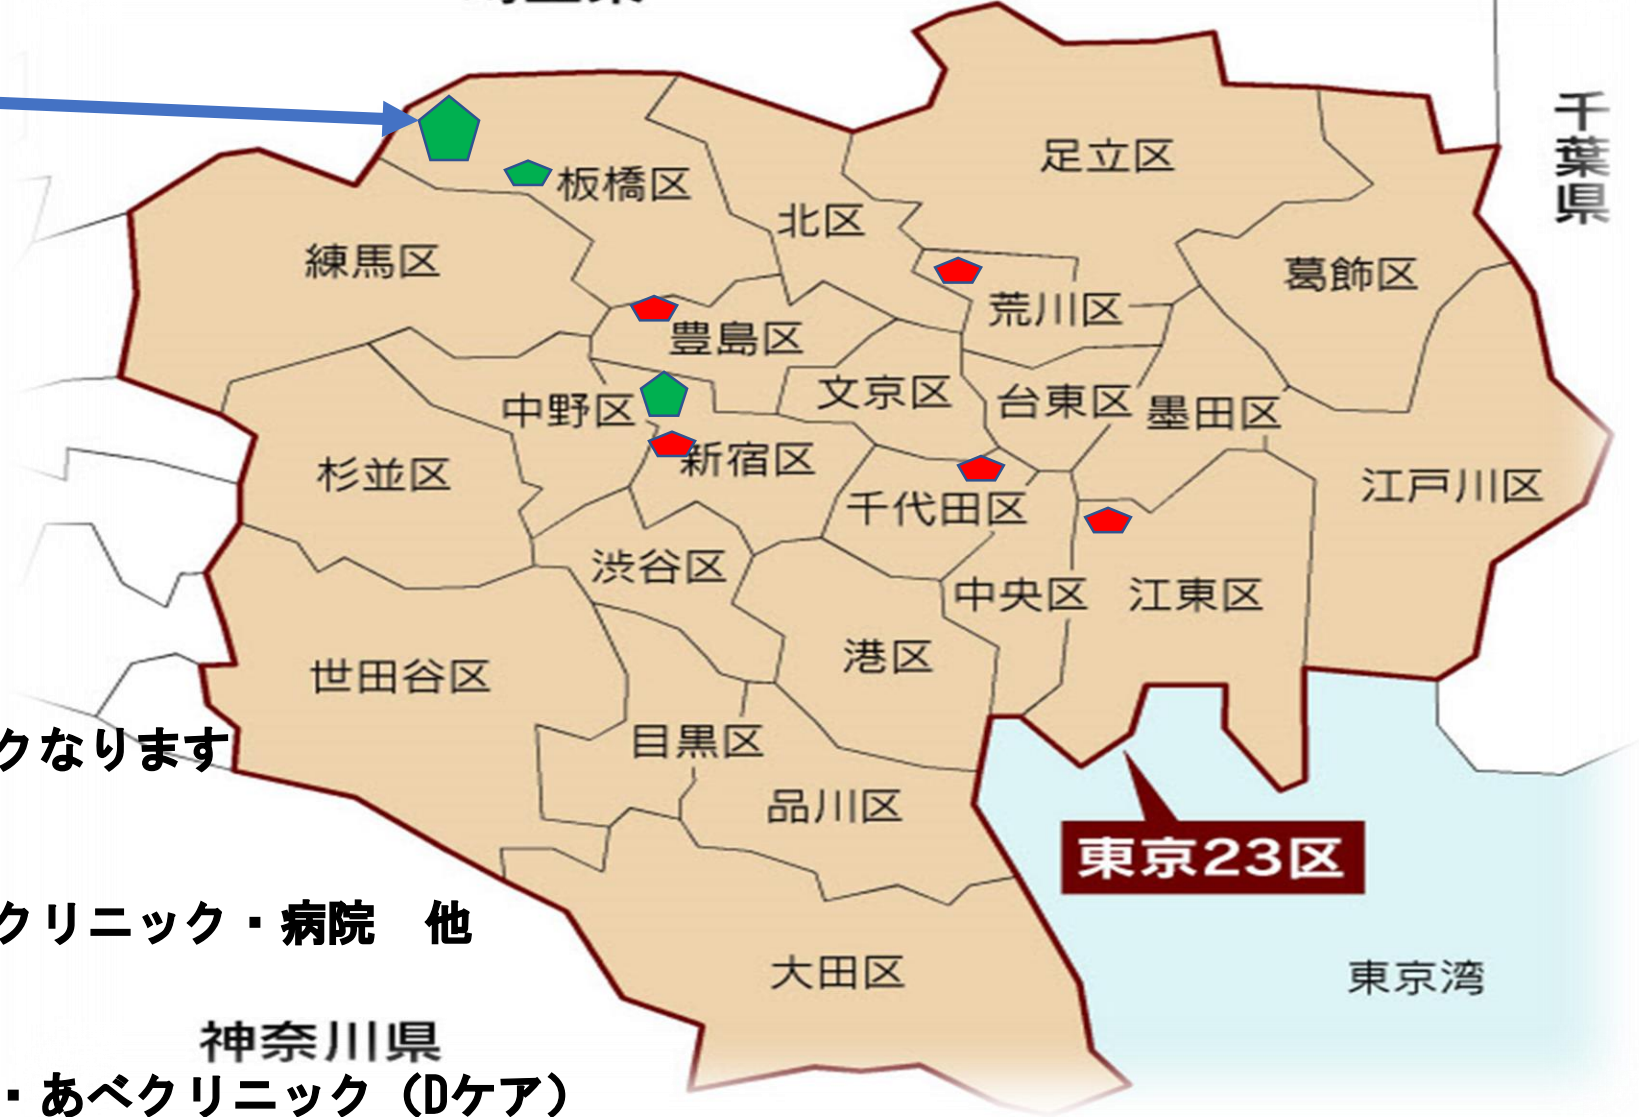 千葉県
足立区
板橋区
北区
練馬区
葛飾区
荒川区
豊島区
文京区
台東区
墨田区
中野区
新宿区
杉並区
江戸川区
千代田区
渋谷区
中央区
江東区
港区
世田谷区
目黒区
クなります
品川区
東京23区
クリニック・病院　他
大田区
東京湾
神奈川県
・あべクリニック（Dケア）